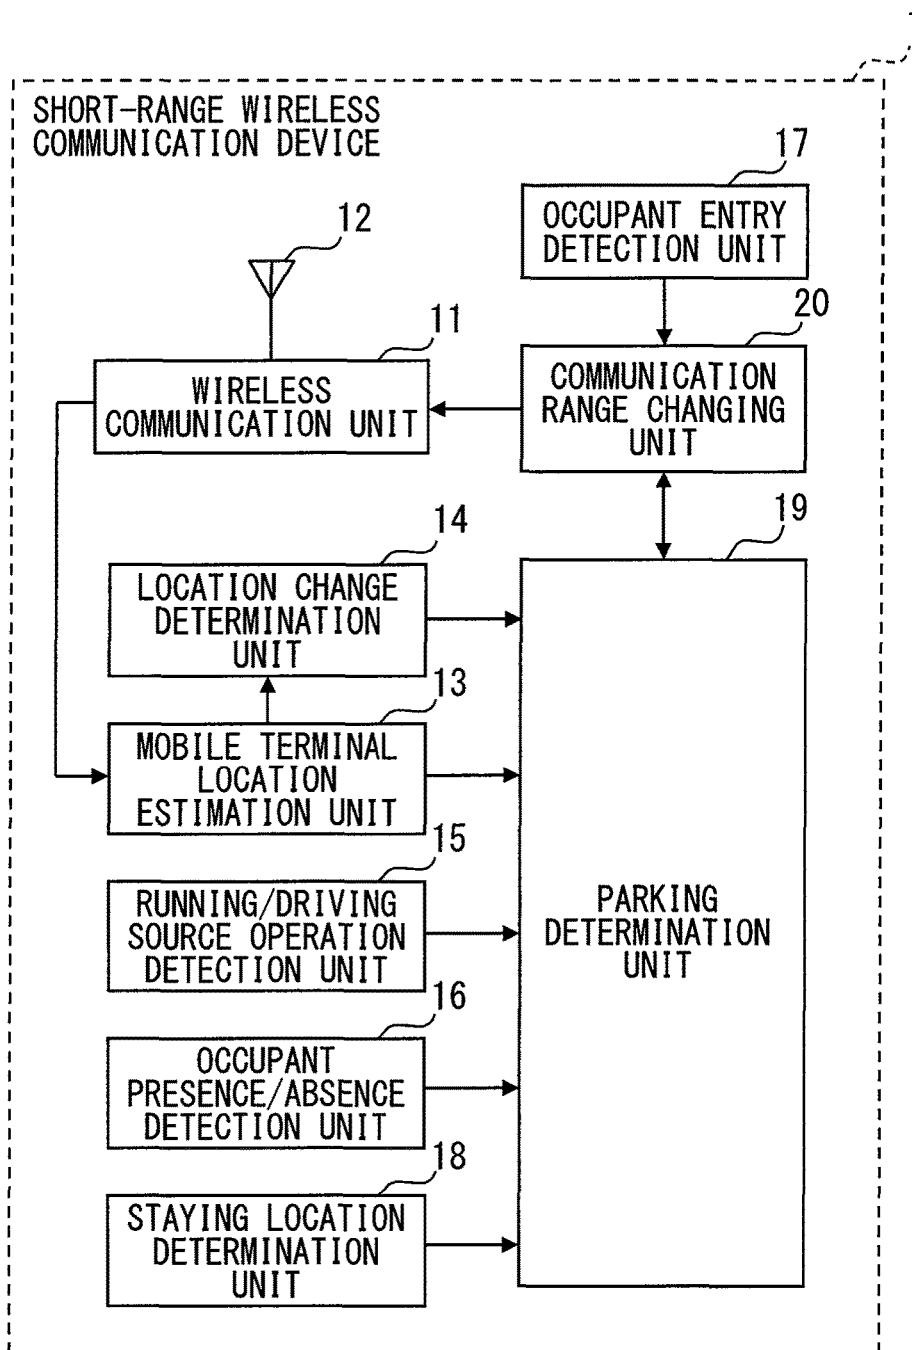 SHORT-RANGE WIRELESS
COMMUNICATION DEVICE
17
OCCUPANT ENTRY
DETECTION UNIT
12
20
11
WIRELESS
COMMUNICATION UNIT
COMMUNICATION
RANGE CHANGING
UNIT
14
19
LOCATION CHANGE
DETERMINATION
UNIT
13
MOBILE TERMINAL
LOCATION
ESTIMATION UNIT
15
RUNNING/DRIVING
SOURCE OPERATION
DETECTION UNIT
PARKING
DETERMINATION
UNIT
16
OCCUPANT
PRESENCE/ABSENCE
DETECTION UNIT
18
STAYING LOCATION
DETERMINATION
UNIT